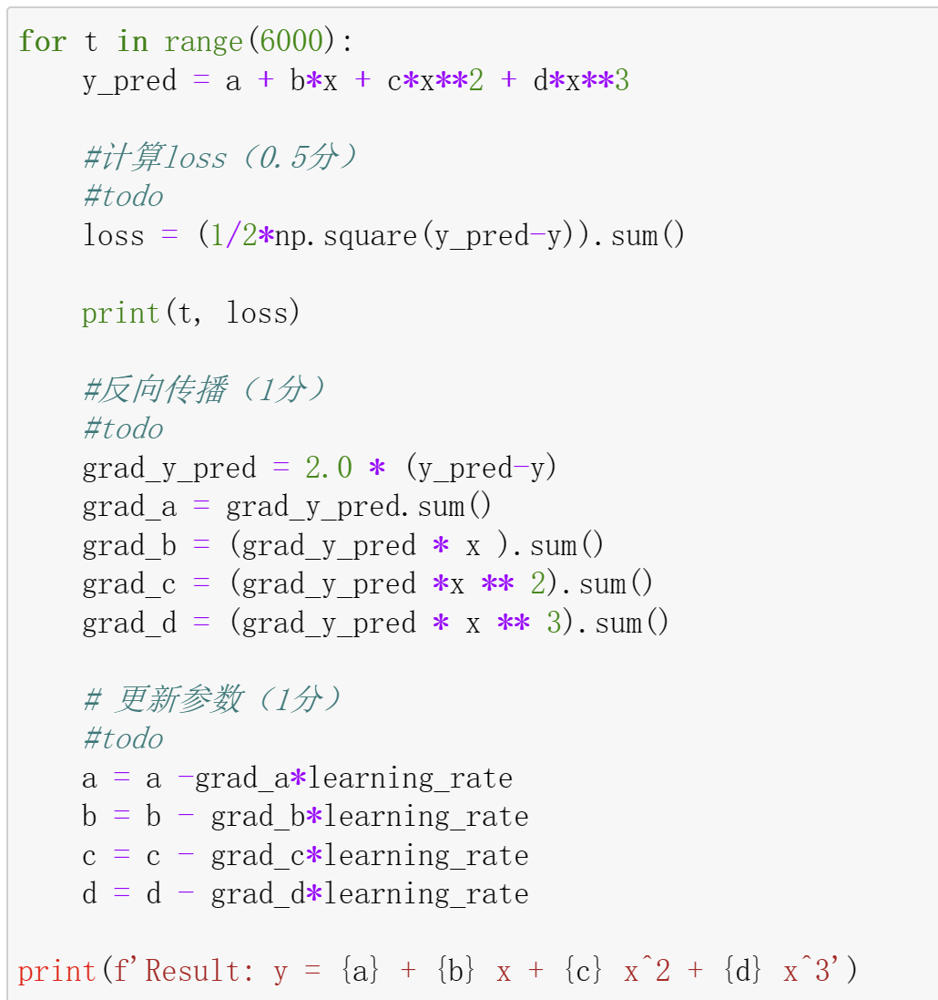 for t in range(6000):
    y_pred = a + b*x + c*x**2 + d*x**3
    #计算loss（0.5分）
    #todo
    loss = (1/2*np.square(y_pred-y)).sum()
    print(t, loss)
    #反向传播（1分）
    #todo
    grad_y_pred = 2.0 * (y_pred-y)
    grad_a = grad_y_pred.sum()
    grad_b = (grad_y_pred * x ).sum()
    grad_c = (grad_y_pred *x ** 2).sum()
    grad_d = (grad_y_pred * x ** 3).sum()
    # 更新参数（1分）
    #todo
    a = a -grad_a*learning_rate
    b = b - grad_b*learning_rate
    c = c - grad_c*learning_rate
    d = d - grad_d*learning_rate
print(f'Result: y = {a} + {b} x + {c} x^2 + {d} x^3')